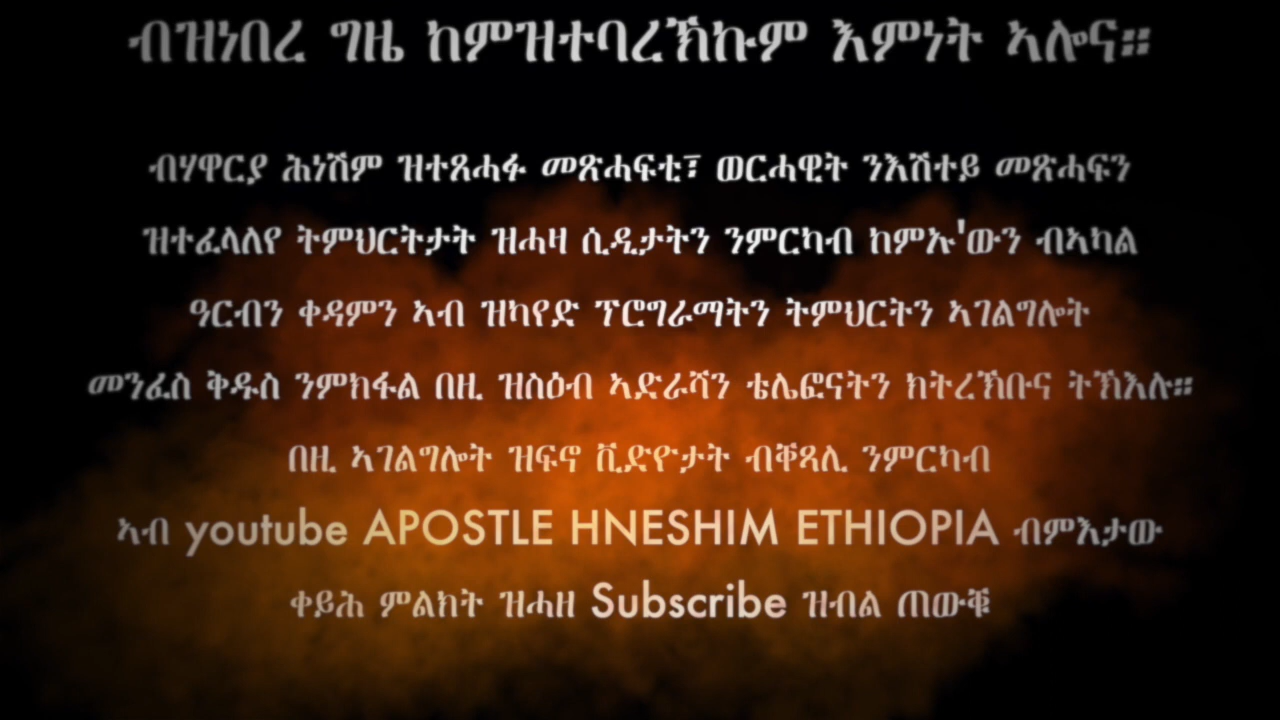 ብዝነበረ ግዜ ከምዝተባረኽኩም እምነት ኣሎና።
ብሃዋርያ ሕነሽም ዝተጸሓፉ መጽሓፍቲ፣ ወርሓዊት ንእሽተይ መጽሓፍን
ዝተፈላለየ ትምህርትታት ዝሓዛ ሲዲታትን ንምርካብ ከምኡ'ውን ብኣካል
ዓርብን ቀዳምን ኣብ ዝካየድ ፕሮግራማትን ትምህርትን ኣገልግሎት
መንፈስ ቅዱስ ንምክፋል በዚ ዝስዕብ ኣድራሻን ቴሌፎናትን ክትረኽቡና ትኽእሉ።
በዚ ኣገልግሎት ዝፍኖ ቪድዮታት ብቐጻሊ ንምርካብ
ኣብ youtube APOSTLE HNESHIM ETHIOPIA ብምእታው
ቀይሕ ምልክት ዝሓዘ Subscribe ዝብል ጠውቑ